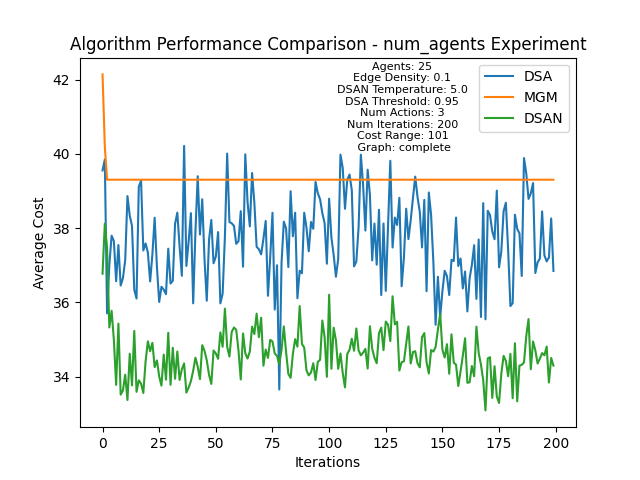 Algorithm Performance Comparison - num_agents Experiment
Agents: 25
Edge Density: 0.1
DSAN Temperature: 5.0
DSA Threshold: 0.95
Num Actions: 3
Num Iterations: 200
Cost Range: 101
Graph: complete
DSA
MGM
DSAN
Average Cost
42
40
38
36
34
0 25 50 75 100 125 150 175 200
Iterations